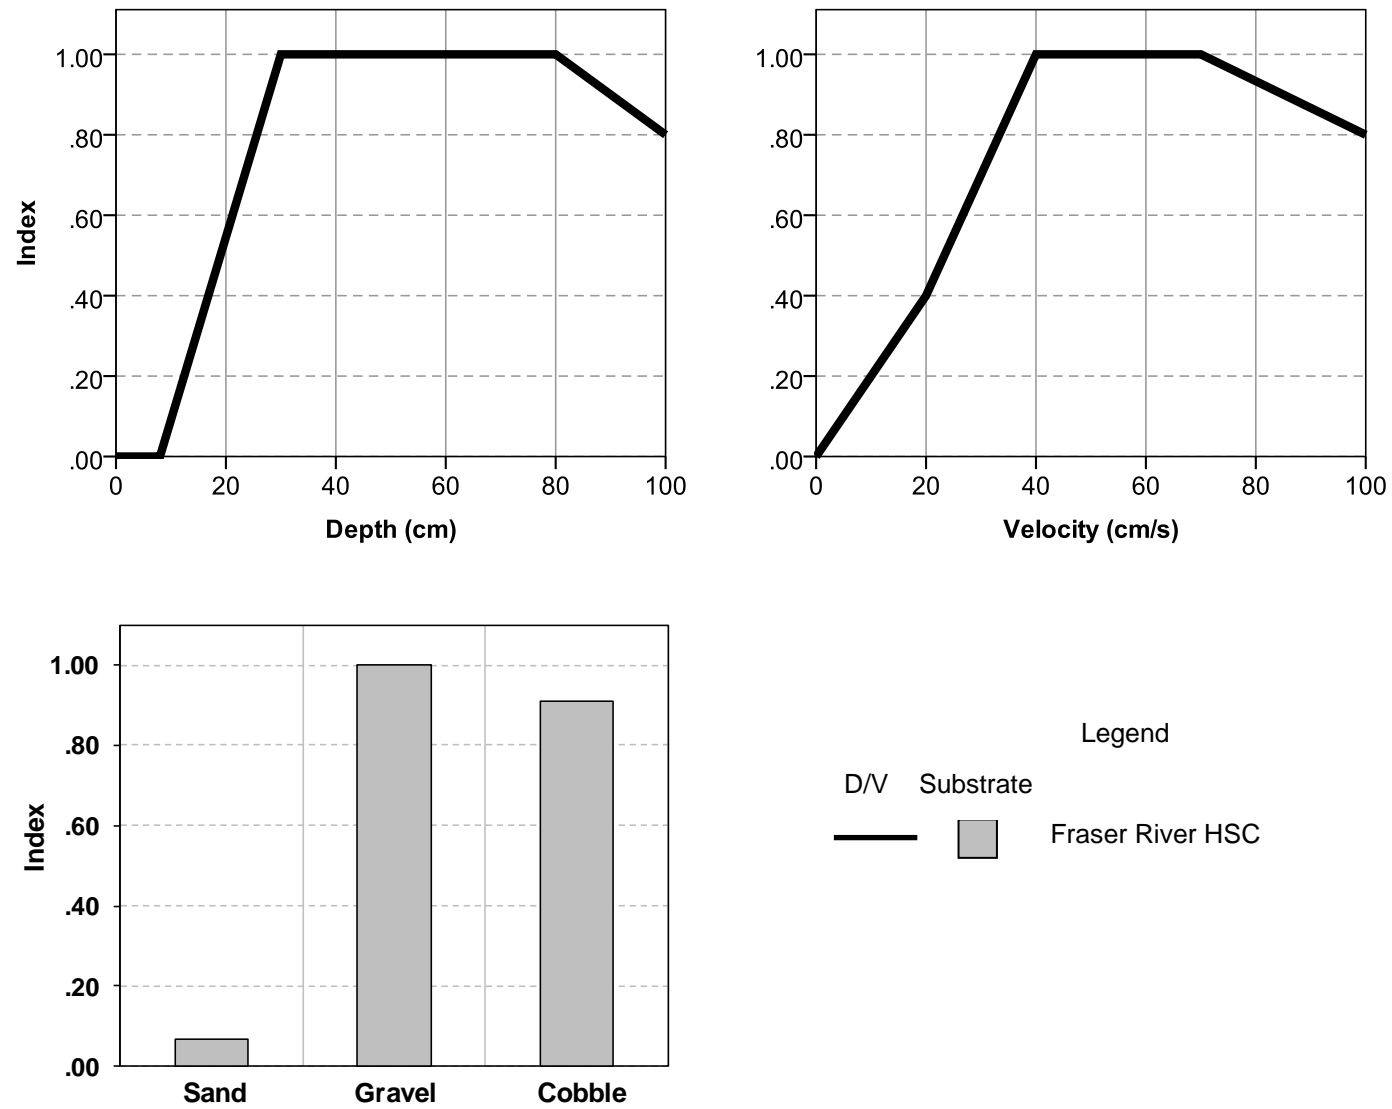 1.00
.80
.60
.40
.20
.00
Index
0 20 40 60 80 100
Depth (cm)
1.00
.80
.60
.40
.20
.00
0 20 40 60 80 100
Velocity (cm/s)
1.00
.80
.60
.40
.20
.00
Index
Sand Gravel Cobble
Legend
D/V Substrate
Fraser River HSC